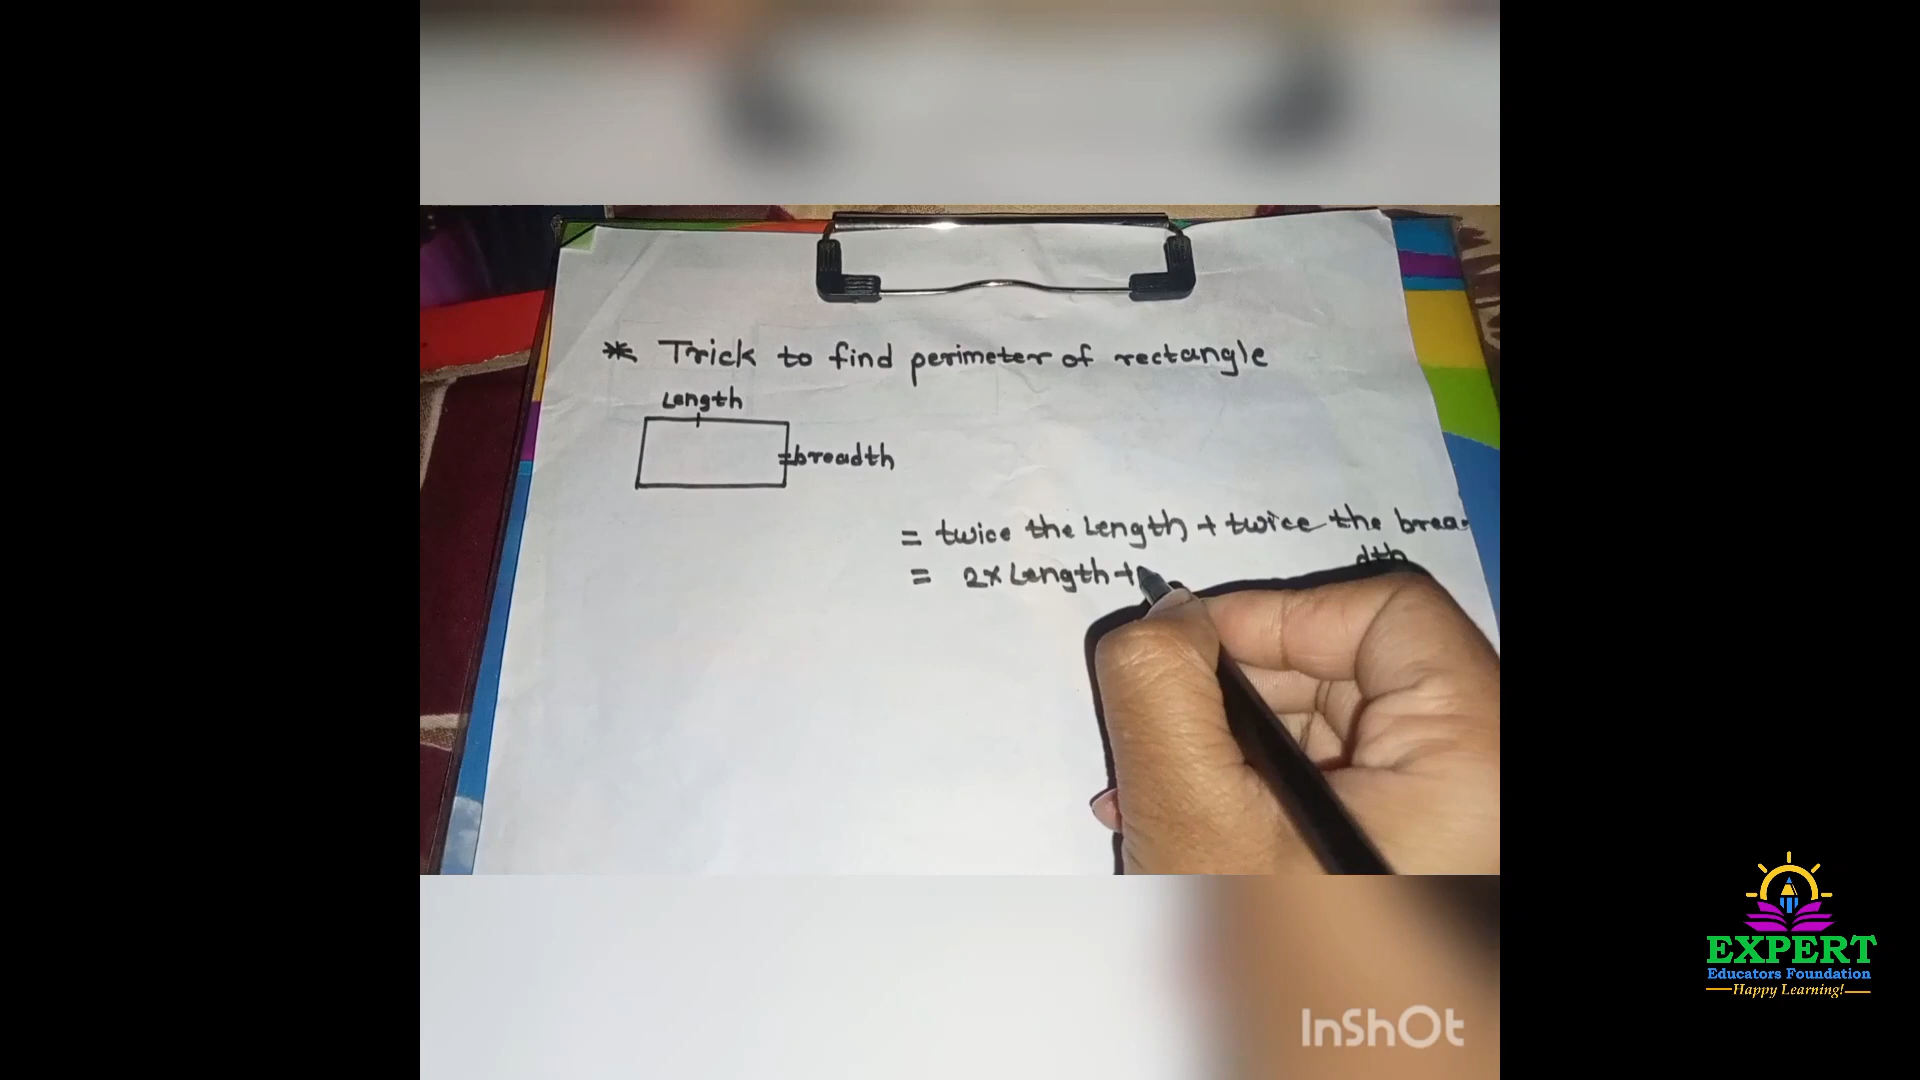 * Trick to find perimeter of rectangle
Length
breadth
= twice the Length + twice the brea-
dth
= 2x Length +
EXPERT
Educators Foundation
Happy Learning!
InShOt